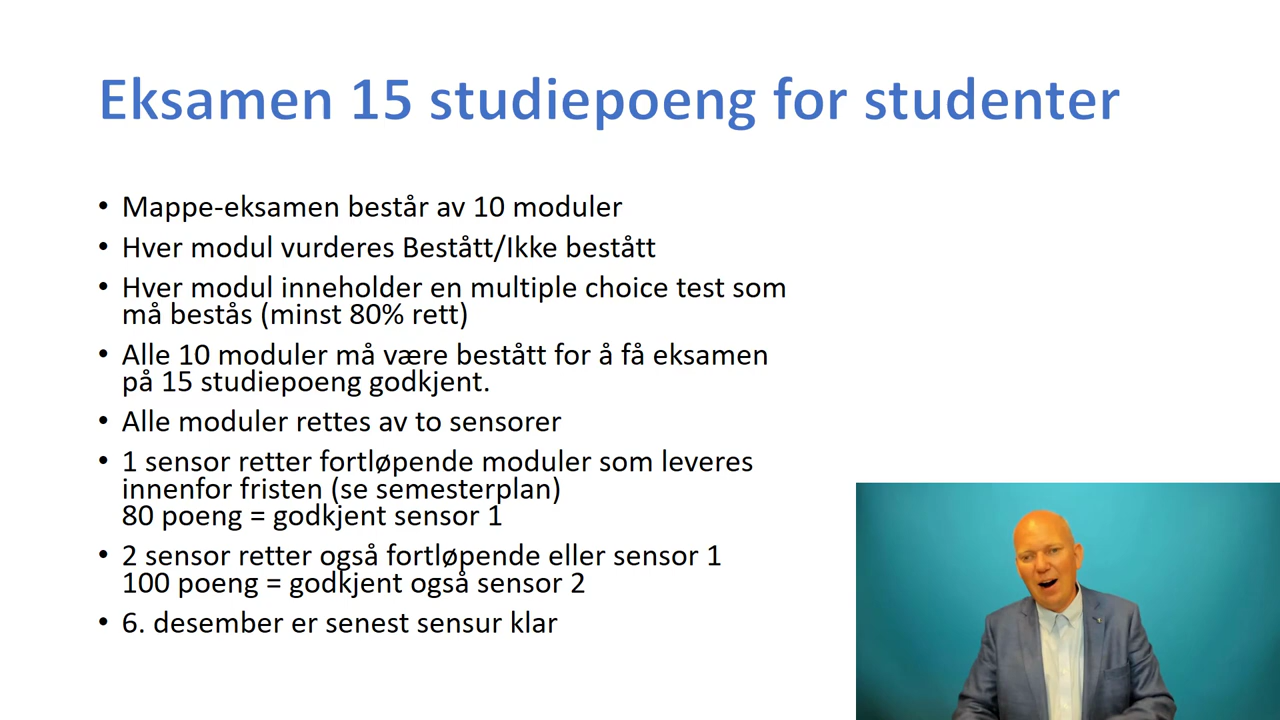 Eksamen 15 studiepoeng for studenter
• Mappe-eksamen består av 10 moduler
• Hver modul vurderes Bestått/Ikke bestått
• Hver modul inneholder en multiple choice test som
må bestås (minst 80% rett)
• Alle 10 moduler må være bestått for å få eksamen
på 15 studiepoeng godkjent.
• Alle moduler rettes av to sensorer
• 1 sensor retter fortløpende moduler som leveres
innenfor fristen (se semesterplan)
80 poeng = godkjent sensor 1
• 2 sensor retter også fortløpende eller sensor 1
100 poeng = godkjent også sensor 2
• 6. desember er senest sensur klar